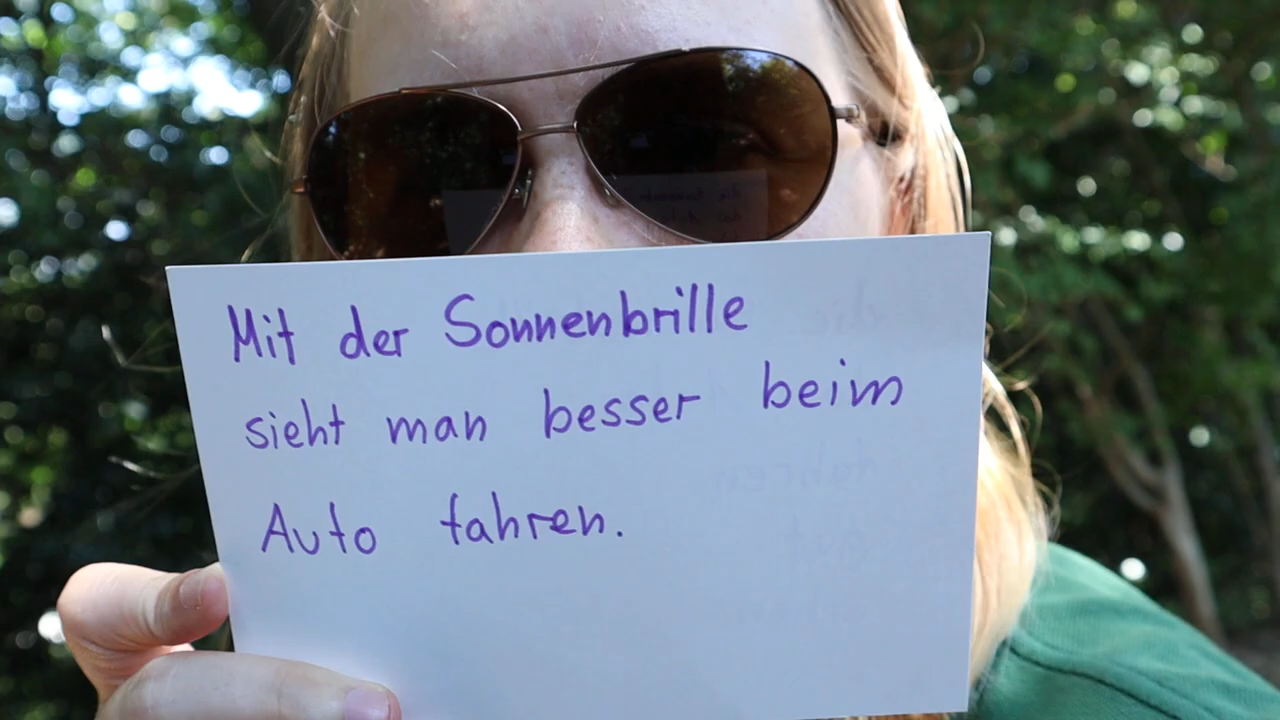 Mit der Sonnenbrille
sieht man besser beim
Auto fahren.